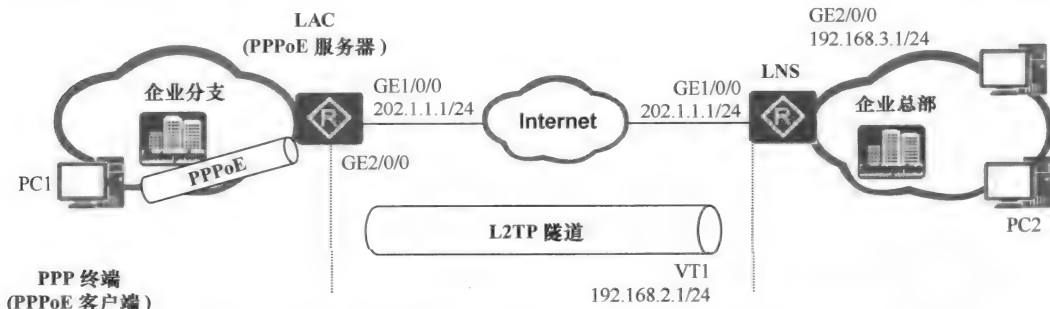 LAC
(PPPoE 服务器)
GE2/0/0
192.168.3.1/24
LNS
企业分支
GE1/0/0
202.1.1.1/24
Internet
GE1/0/0
202.1.1.1/24
企业总部
R
R
PC1
PPPoE
GE2/0/0
L2TP 隧道
PC2
VT1
192.168.2.1/24
PPP 终端
(PPPoE 客户端)